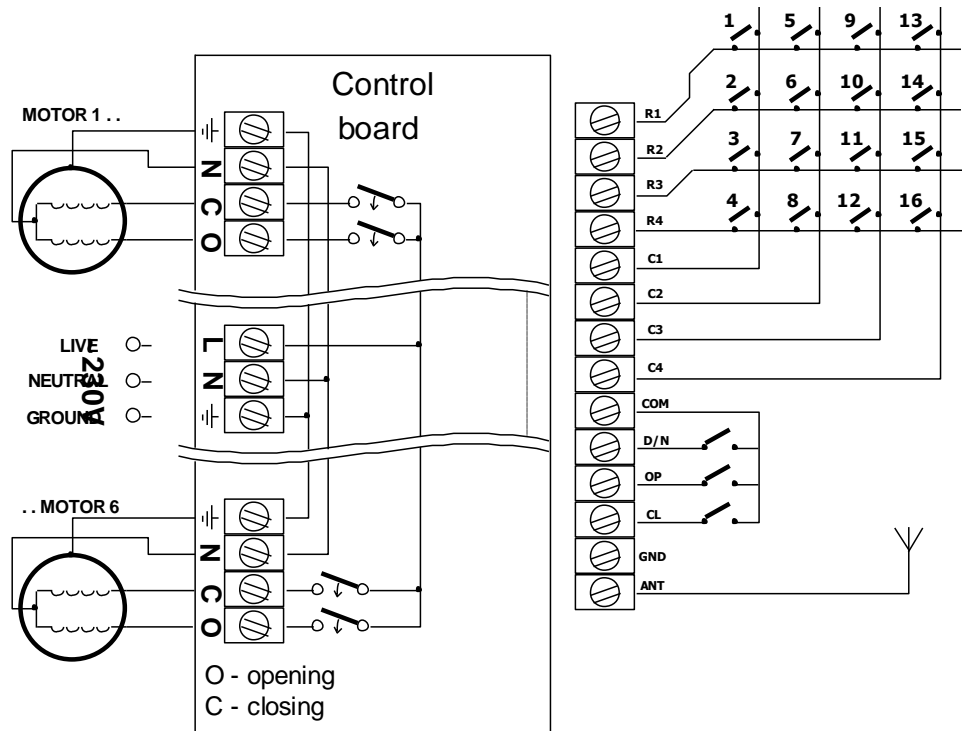 Control
board
MOTOR 1 . .
N
C
O
LIVE
NEUTRAL
GROUND
~230V
L
N
. . MOTOR 6
N
C
O
O - opening
C - closing
1 5 9 13
2 6 10 14
3 7 11 15
4 8 12 16
R1
R2
R3
R4
C1
C2
C3
C4
COM
D/N
OP
CL
GND
ANT